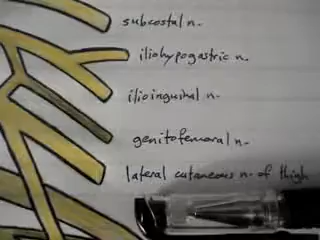 subcostal n.
iliohypogastric n.
ilioinguinal n.
genitofemoral n.
lateral cutaneous n. of thigh